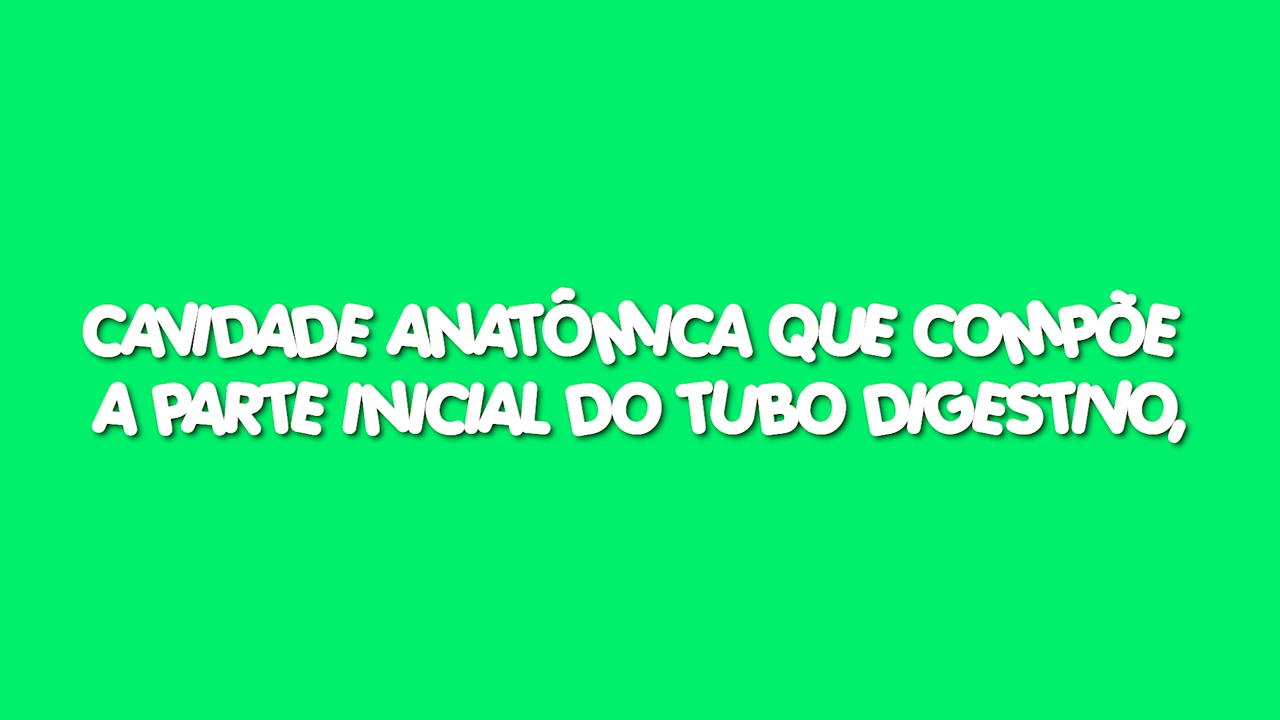 CAVIDADE ANATÔMICA QUE COMPÕE
A PARTE INICIAL DO TUBO DIGESTIVO,